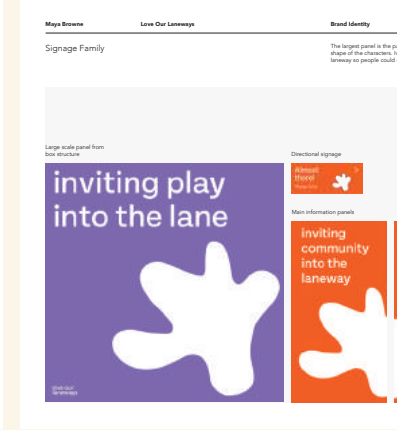 Maya Browne
Love Our Laneways
Brand Identity
Signage Family
The largest panel is the
shape of the characters.
laneway so people could
Large scale panel from
box structure
Directional signage
inviting play
into the lane
Almost
there!
Main information panels
inviting
community
into the
laneway
love our
laneways